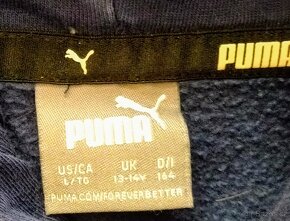 PUMA
PUMA
US/CA UK D/I
L/TG 13-14Y 164
PUMA.COM/FOREVERBETTER